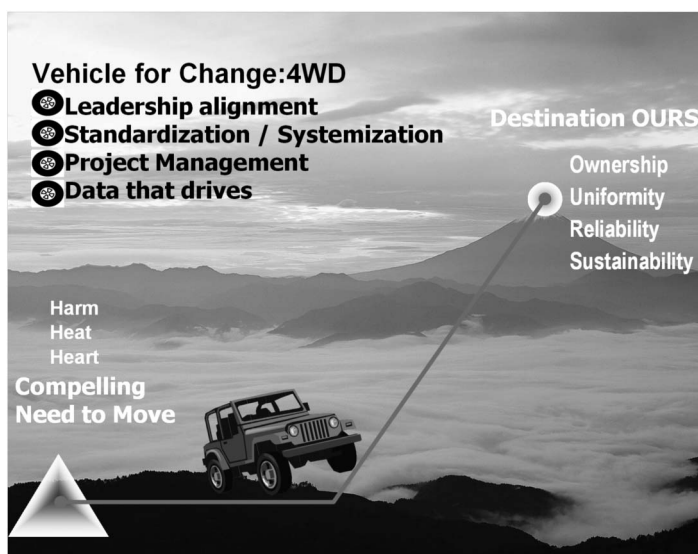 Vehicle for Change:4WD
Leadership alignment
Standardization / Systemization
Project Management
Data that drives
Destination OURS
Ownership
Uniformity
Reliability
Sustainability
Harm
Heat
Heart
Compelling
Need to Move